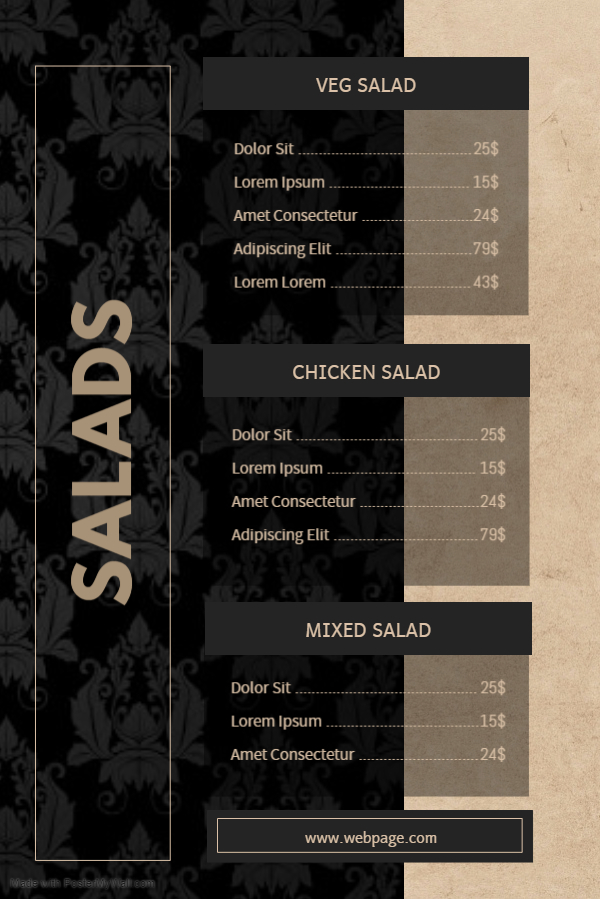 SALADS
VEG SALAD
Dolor Sit 25$
Lorem Ipsum 15$
Amet Consectetur 24$
Adipiscing Elit 79$
Lorem Lorem 43$
CHICKEN SALAD
Dolor Sit 25$
Lorem Ipsum 15$
Amet Consectetur 24$
Adipiscing Elit 79$
MIXED SALAD
Dolor Sit 25$
Lorem Ipsum 15$
Amet Consectetur 24$
www.webpage.com
Made with PosterMyWall.com